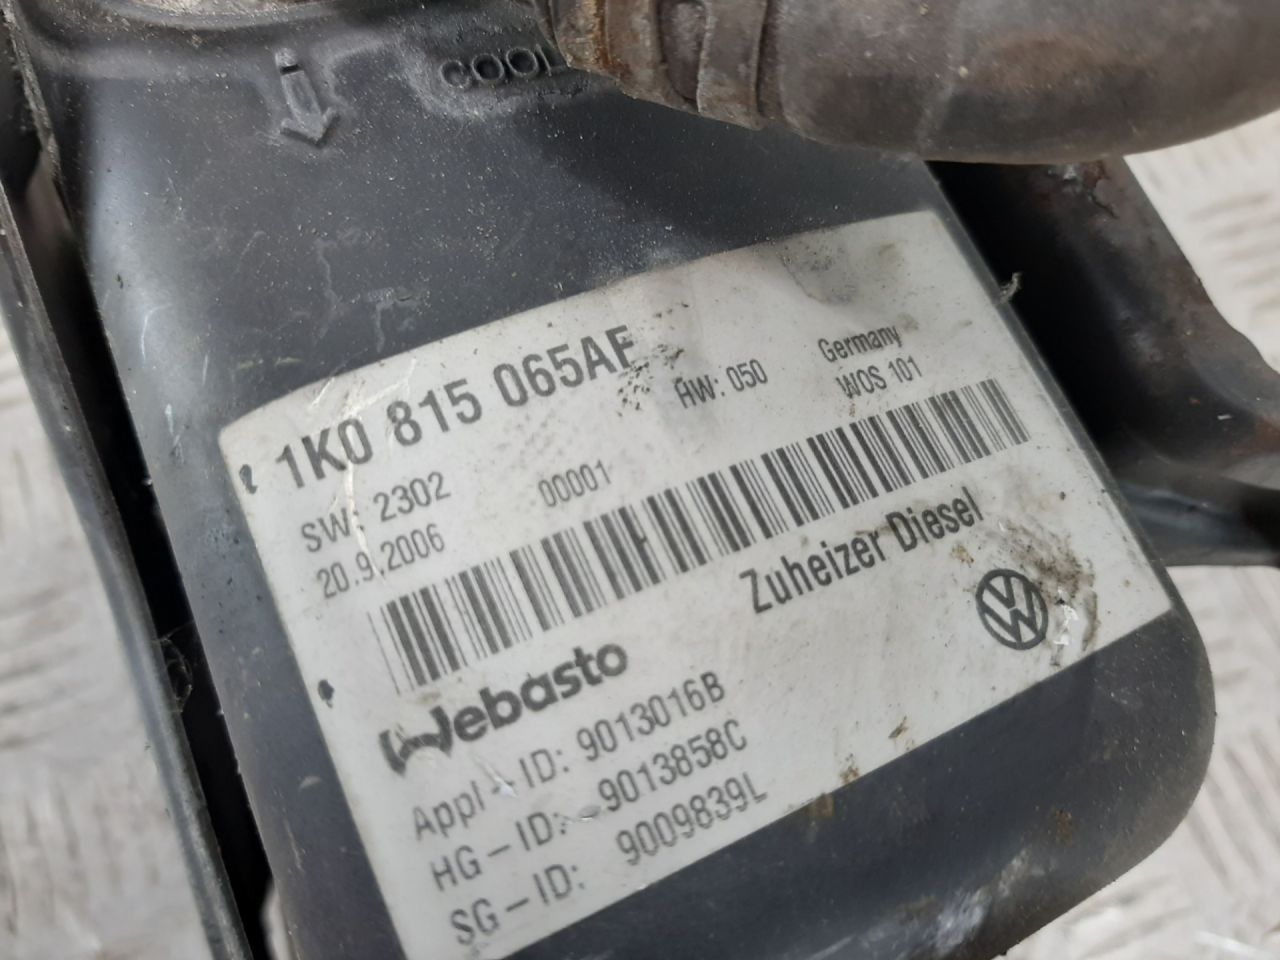 COOL
1K0 815 065AF
HW: 050
Germany
WOS 101
SW: 2302
00001
20.9.2006
Zuheizer Diesel
Webasto
Appl-ID: 9013016B
HG-ID: 9013858C
SG-ID: 9009839L